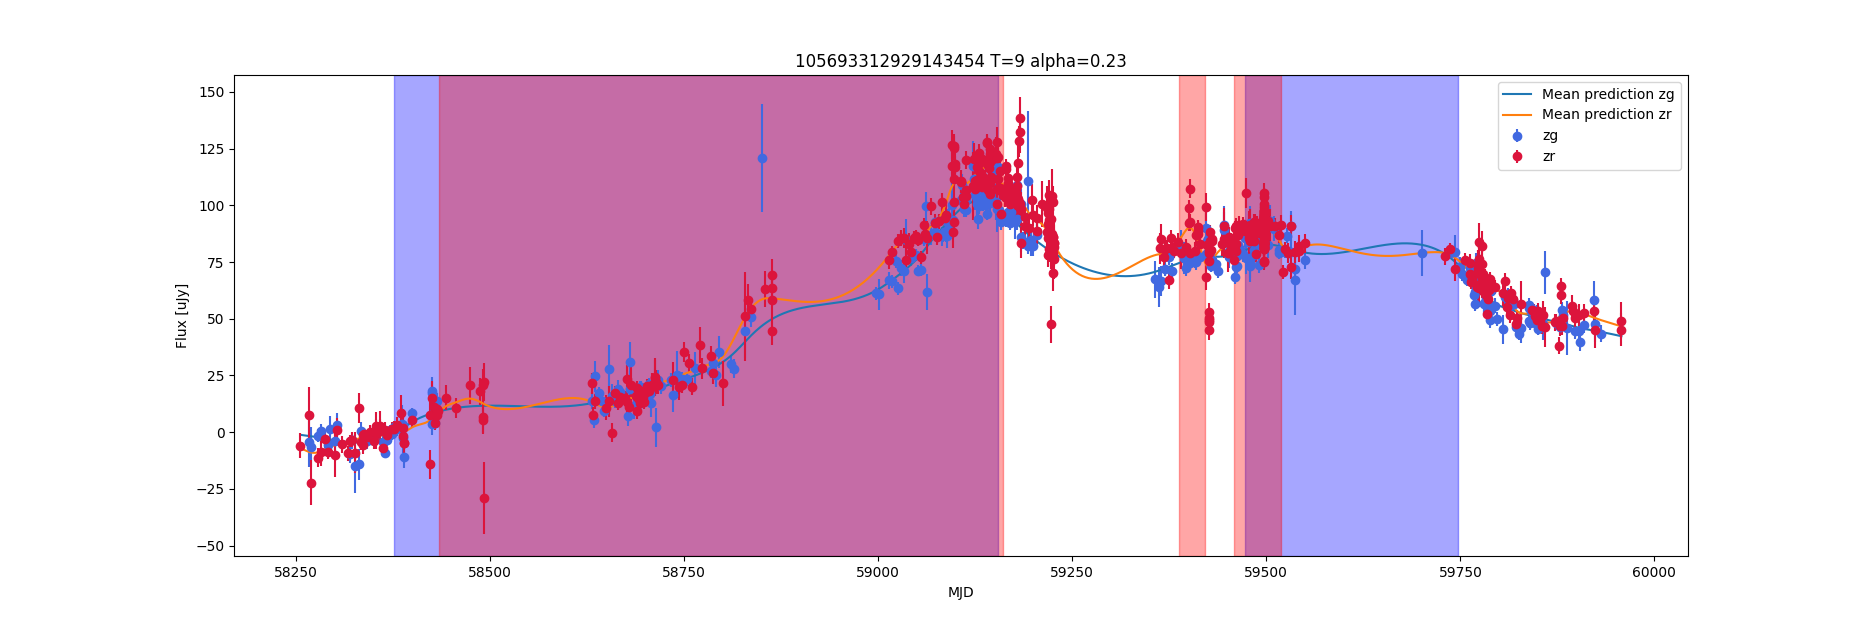 105693312929143454 T=9 alpha=0.23
150
125
100
75
50
25
0
−25
−50
Flux [uJy]
58250 58500 58750 59000 59250 59500 59750 60000
MJD
Mean prediction zg
Mean prediction zr
zg
zr